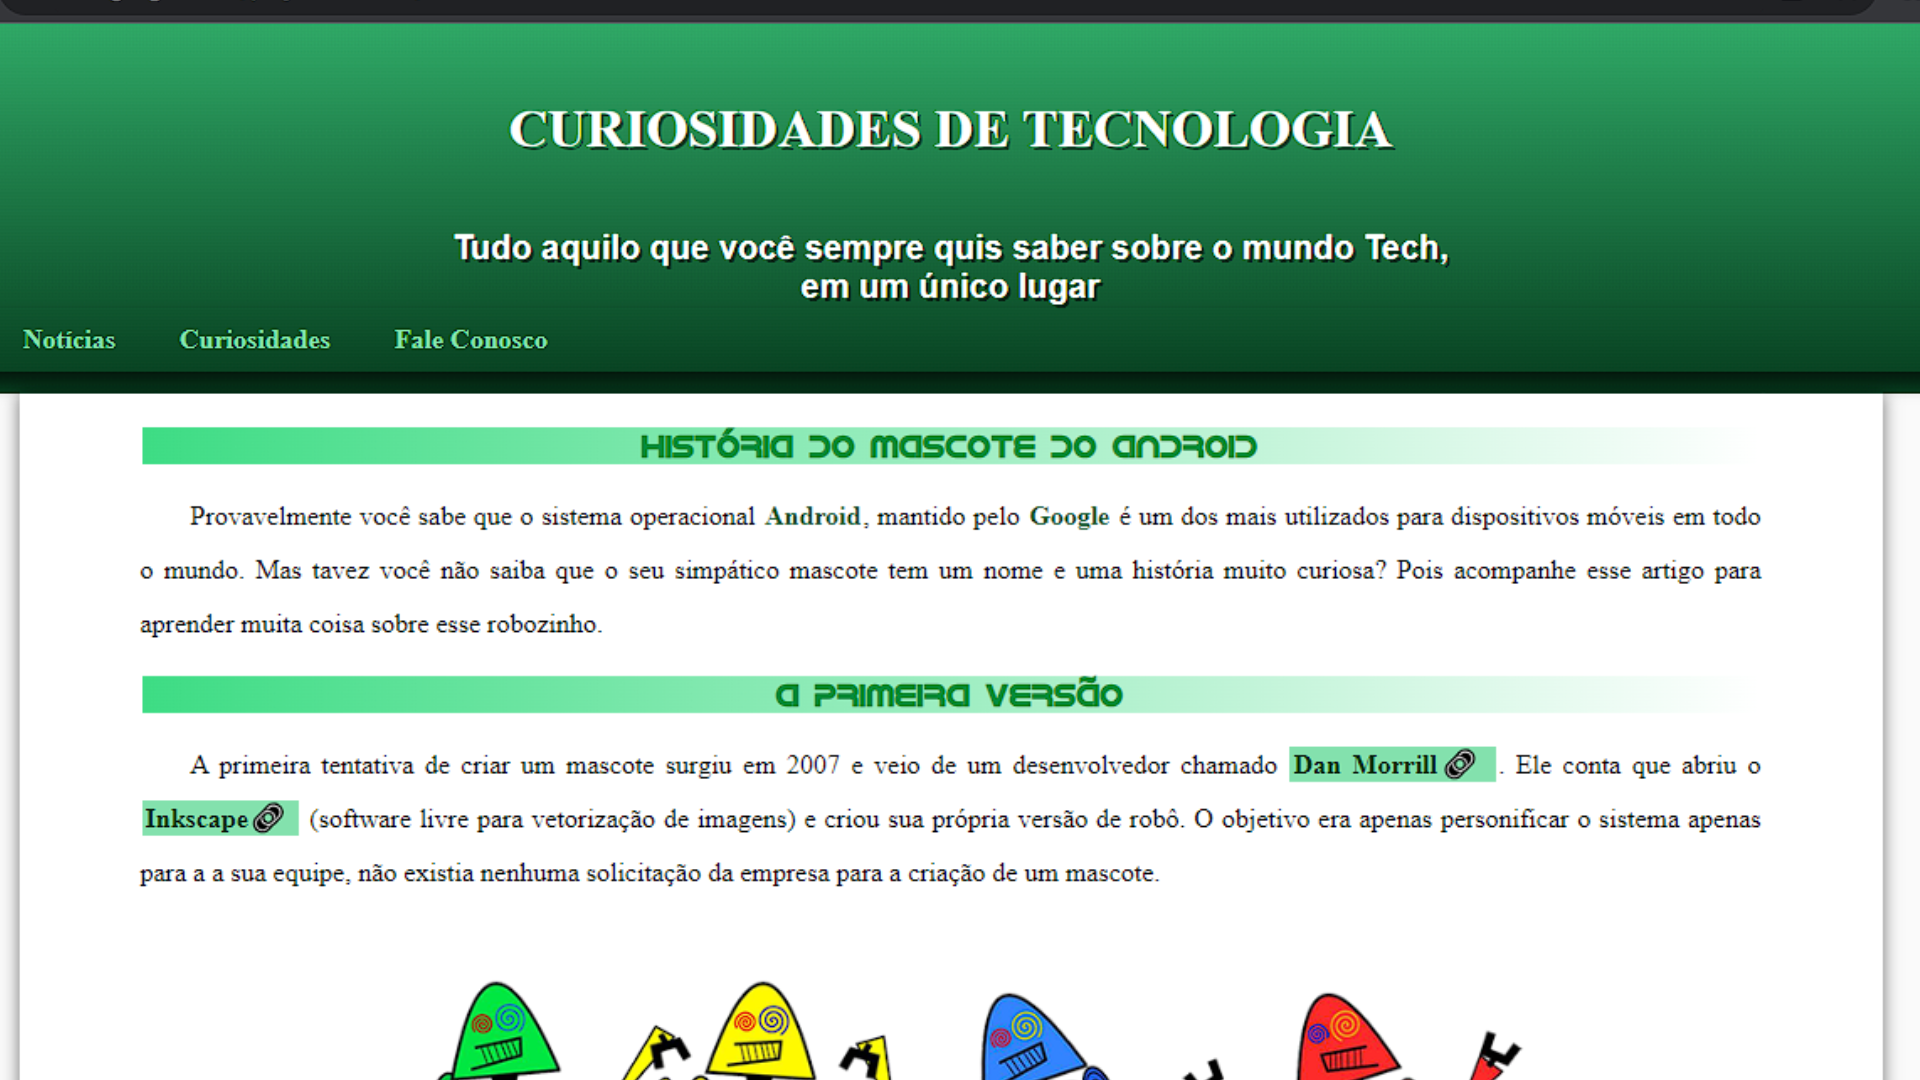 CURIOSIDADES DE TECNOLOGIA
Tudo aquilo que você sempre quis saber sobre o mundo Tech,
em um único lugar
Notícias Curiosidades Fale Conosco
HISTÓRIA DO MASCOTE DO ANDROID
Provavelmente você sabe que o sistema operacional Android, mantido pelo Google é um dos mais utilizados para dispositivos móveis em todo
o mundo. Mas tavez você não saiba que o seu simpático mascote tem um nome e uma história muito curiosa? Pois acompanhe esse artigo para
aprender muita coisa sobre esse robozinho.
A PRIMEIRA VERSÃO
A primeira tentativa de criar um mascote surgiu em 2007 e veio de um desenvolvedor chamado Dan Morrill . Ele conta que abriu o
Inkscape (software livre para vetorização de imagens) e criou sua própria versão de robô. O objetivo era apenas personificar o sistema apenas
para a a sua equipe, não existia nenhuma solicitação da empresa para a criação de um mascote.